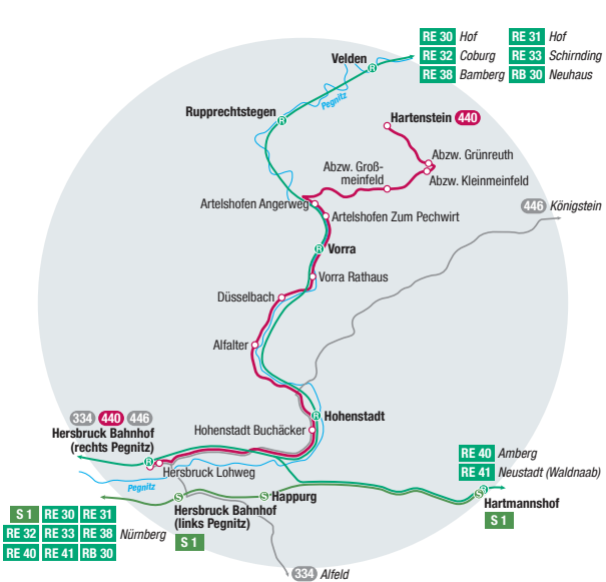 RE 30 Hof RE 31 Hof
RE 32 Coburg RE 33 Schirnding
RE 38 Bamberg RB 30 Neuhaus
Velden
Pegnitz
Rupprechtstegen
Hartenstein 440
Abzw. Grünreuth
Abzw. Groß-
meinfeld
Abzw. Kleinmeinfeld
Artelshofen Angerweg
446 Königstein
Artelshofen Zum Pechwirt
R Vorra
Vorra Rathaus
Düsselbach
Alfalter
334 440 446
Hersbruck Bahnhof
(rechts Pegnitz)
Hohenstadt
Hohenstadt Buchäcker
Hersbruck Lohweg
Pegnitz
RE 40 Amberg
RE 41 Neustadt (Waldnaab)
Hartmannshof
S 1
S Happurg
Hersbruck Bahnhof
(links Pegnitz)
S 1
S 1 RE 30 RE 31
RE 32 RE 33 RE 38 Nürnberg
RE 40 RE 41 RB 30
334 Alfeld